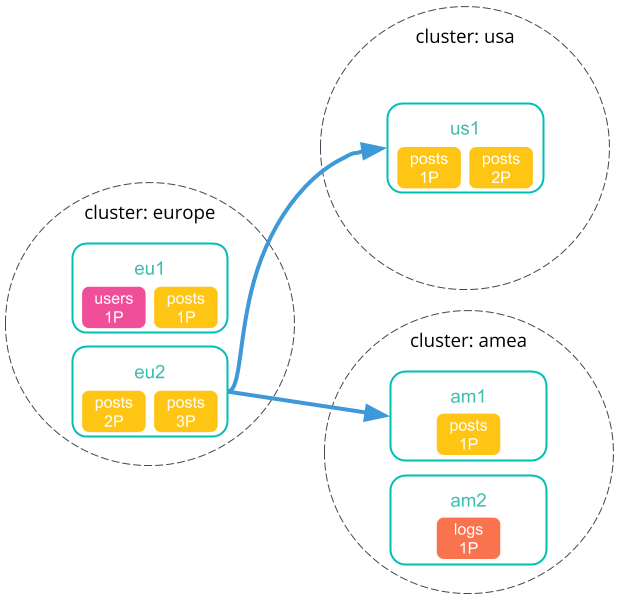 cluster: usa
us1
posts
1P
posts
2P
cluster: europe
eu1
users
1P
posts
1P
eu2
posts
2P
posts
3P
cluster: amea
am1
posts
1P
am2
logs
1P